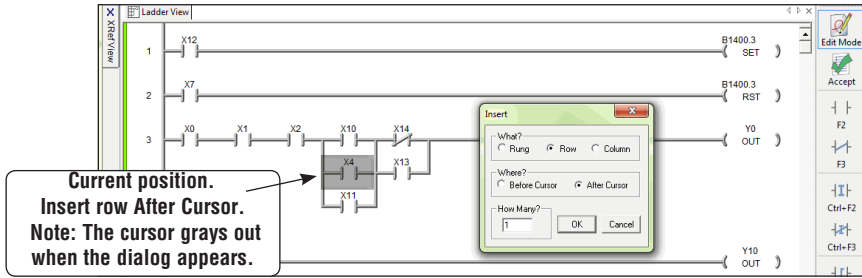 X
XRefView
Ladder View
Edit Mode
Accept
F2
F3
Ctrl+F2
Ctrl+F3
1
X12
B1400.3
SET
2
X7
B1400.3
RST
3
X0
X1
X2
X10
X14
Y0
OUT
X4
X13
X11
Y10
OUT
Insert
What?
Rung
Row
Column
Where?
Before Cursor
After Cursor
How Many?
1
OK
Cancel
Current position.
Insert row After Cursor.
Note: The cursor grays out
when the dialog appears.